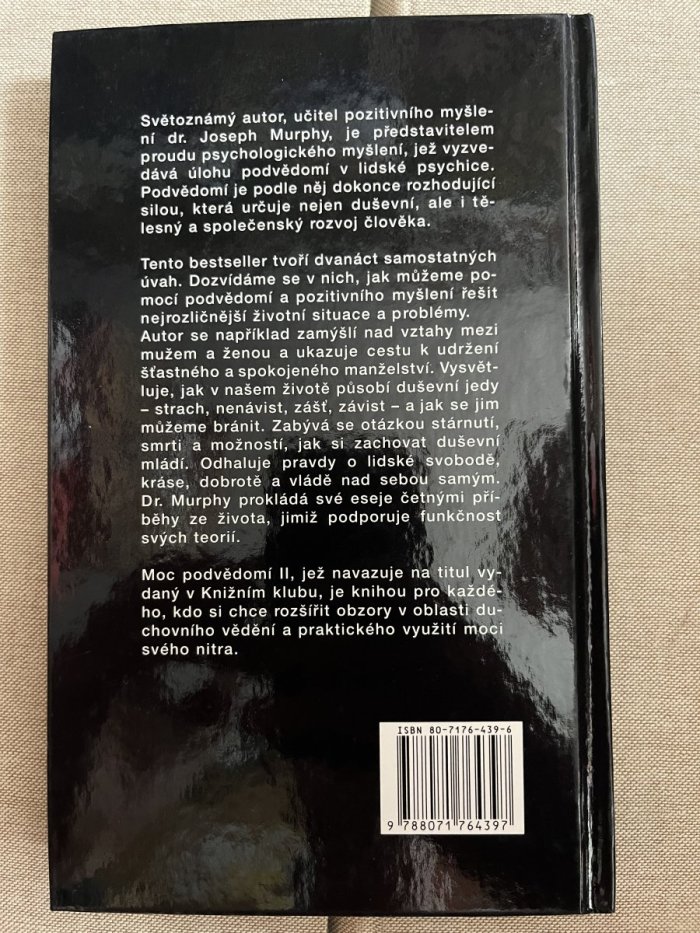 Světoznámý autor, učitel pozitivního myšle-
ní dr. Joseph Murphy, je představitelem
proudu psychologického myšlení, jež vyzve-
dává úlohu podvědomí v lidské psychice.
Podvědomí je podle něj dokonce rozhodující
silou, která určuje nejen duševní, ale i tě-
lesný a společenský rozvoj člověka.
Tento bestseller tvoří dvanáct samostatných
úvah. Dozvídáme se v nich, jak můžeme po-
mocí podvědomí a pozitivního myšlení řešit
nejrozličnější životní situace a problémy.
Autor se například zamýšlí nad vztahy mezi
mužem a ženou a ukazuje cestu k udržení
šťastného a spokojeného manželství. Vysvět-
luje, jak v našem životě působí duševní jedy
– strach, nenávist, zášť, závist – a jak se jim
můžeme bránit. Zabývá se otázkou stárnutí,
smrti a možností, jak si zachovat duševní
mládí. Odhaluje pravdy o lidské svobodě,
kráse, dobrotě a vládě nad sebou samým.
Dr. Murphy prokládá své eseje četnými pří-
běhy ze života, jimiž podporuje funkčnost
svých teorií.
Moc podvědomí II, jež navazuje na titul vy-
daný v Knižním klubu, je knihou pro každé-
ho, kdo si chce rozšířit obzory v oblasti du-
chovního vědění a praktického využití moci
svého nitra.
ISBN 80-7176-439-6
9 788071 764397